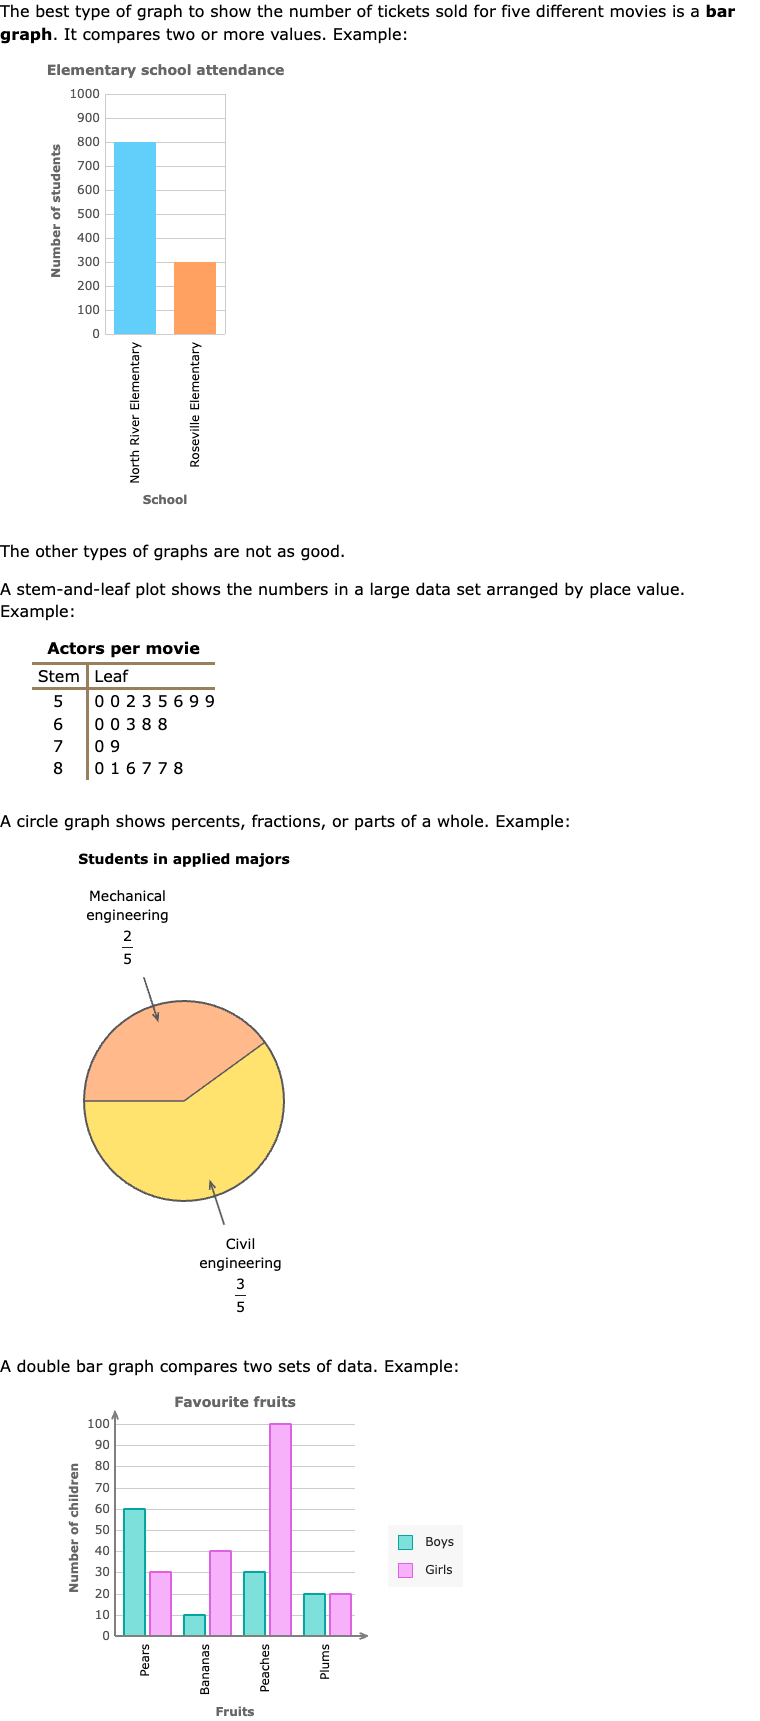 The best type of graph to show the number of tickets sold for five different movies is a bar
graph. It compares two or more values. Example:
Elementary school attendance
1000
900
800
700
600
500
400
300
200
100
0
Number of students
North River Elementary
Roseville Elementary
School
The other types of graphs are not as good.
A stem-and-leaf plot shows the numbers in a large data set arranged by place value.
Example:
Actors per movie
Stem Leaf
5 0 0 2 3 5 6 9 9
6 0 0 3 8 8
7 0 9
8 0 1 6 7 7 8
A circle graph shows percents, fractions, or parts of a whole. Example:
Students in applied majors
Mechanical
engineering
2
5
Civil
engineering
3
5
A double bar graph compares two sets of data. Example:
Favourite fruits
100
90
80
70
60
50
40
30
20
10
0
Number of children
Pears
Bananas
Peaches
Plums
Fruits
Boys
Girls